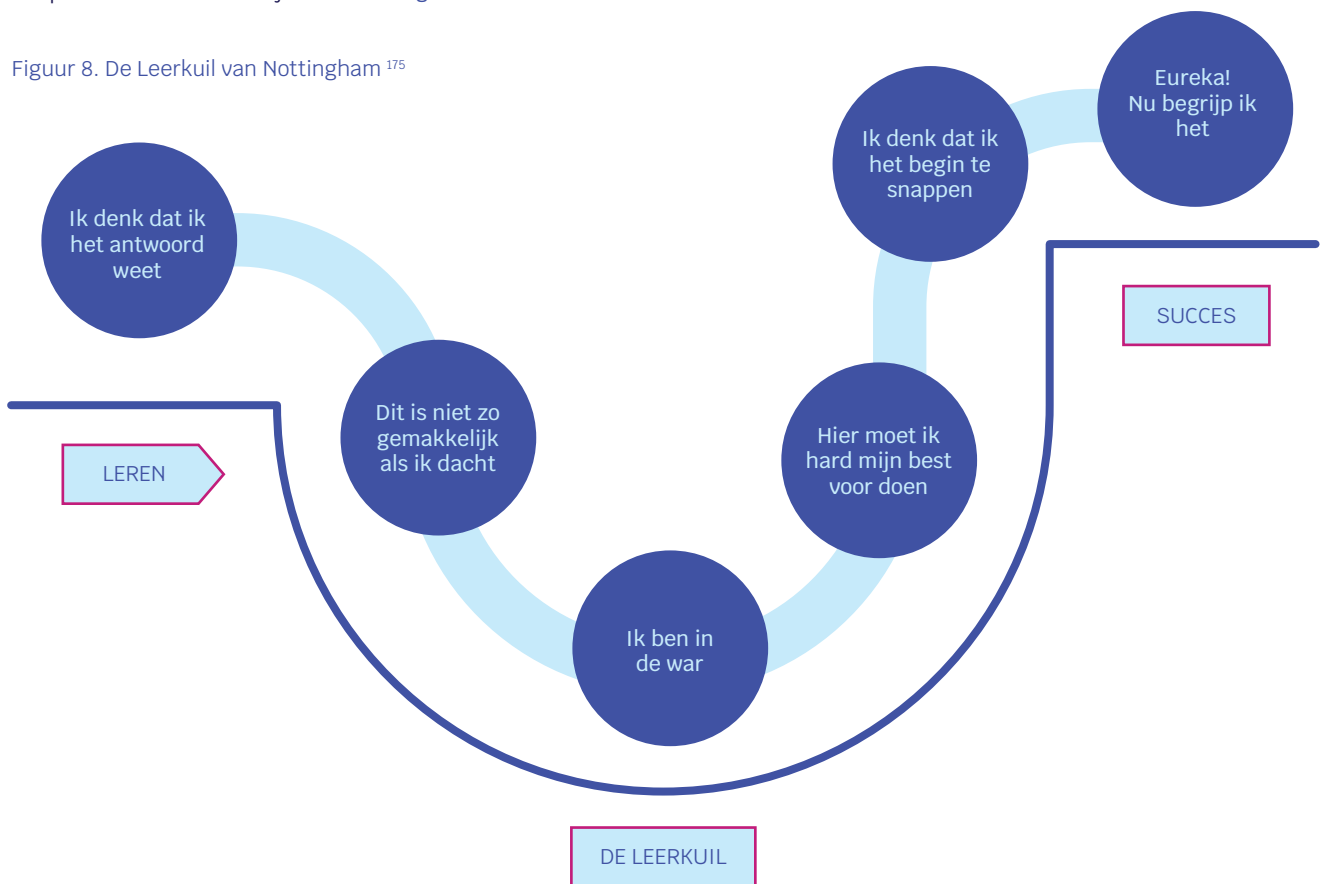 Figuur 8. De Leerkuil van Nottingham 175
Ik denk dat ik
het antwoord
weet
Dit is niet zo
gemakkelijk
als ik dacht
Ik ben in
de war
Hier moet ik
hard mijn best
voor doen
Ik denk dat ik
het begin te
snappen
Eureka!
Nu begrijp ik
het
LEREN
DE LEERKUIL
SUCCES